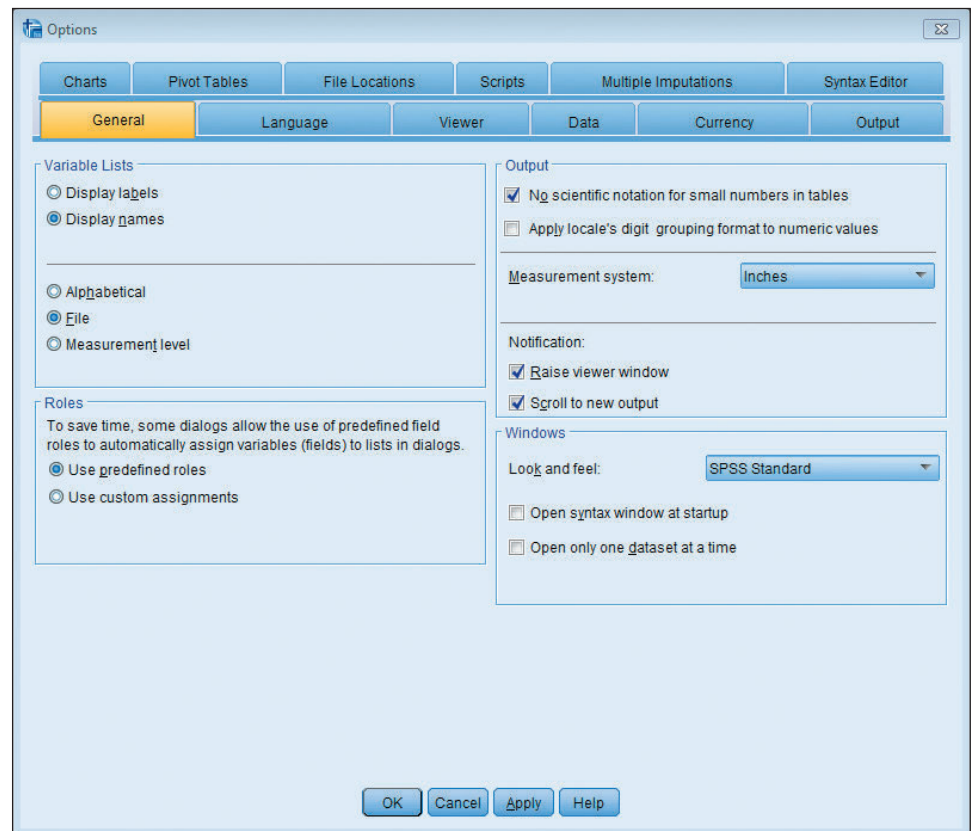 Options
Charts
Pivot Tables
File Locations
Scripts
Multiple Imputations
Syntax Editor
General
Language
Viewer
Data
Currency
Output
Variable Lists
Display labels
Display names
Alphabetical
File
Measurement level
Roles
To save time, some dialogs allow the use of predefined field
roles to automatically assign variables (fields) to lists in dialogs.
Use predefined roles
Use custom assignments
Output
No scientific notation for small numbers in tables
Apply locale's digit grouping format to numeric values
Measurement system: Inches
Notification:
Raise viewer window
Scroll to new output
Windows
Look and feel: SPSS Standard
Open syntax window at startup
Open only one dataset at a time
OK
Cancel
Apply
Help